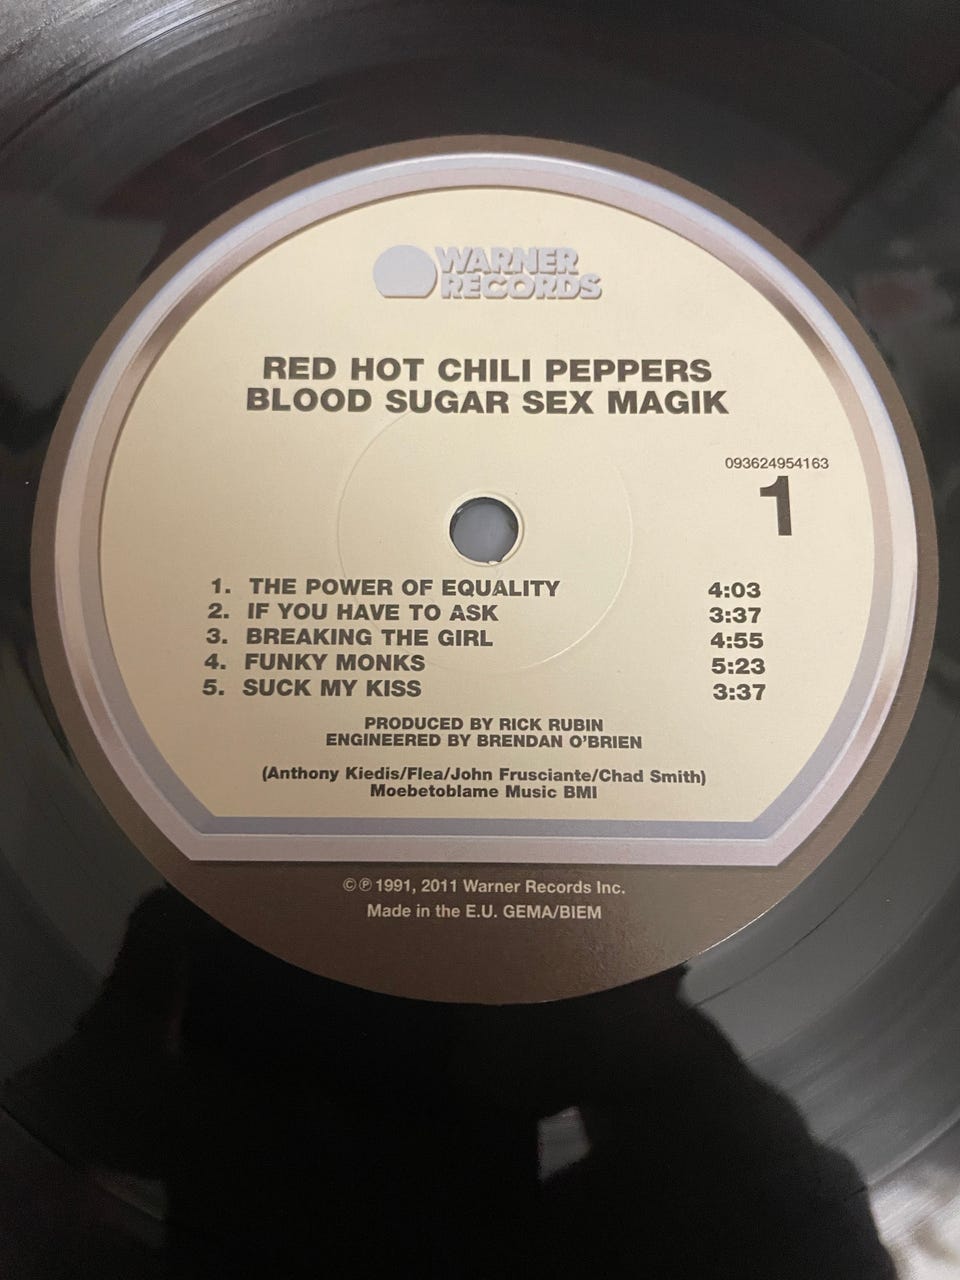 WARNER
RECORDS
RED HOT CHILI PEPPERS
BLOOD SUGAR SEX MAGIK
093624954163
1
1. THE POWER OF EQUALITY 4:03
2. IF YOU HAVE TO ASK 3:37
3. BREAKING THE GIRL 4:55
4. FUNKY MONKS 5:23
5. SUCK MY KISS 3:37
PRODUCED BY RICK RUBIN
ENGINEERED BY BRENDAN O'BRIEN
(Anthony Kiedis/Flea/John Frusciante/Chad Smith)
Moebetoblame Music BMI
©℗ 1991, 2011 Warner Records Inc.
Made in the E.U. GEMA/BIEM